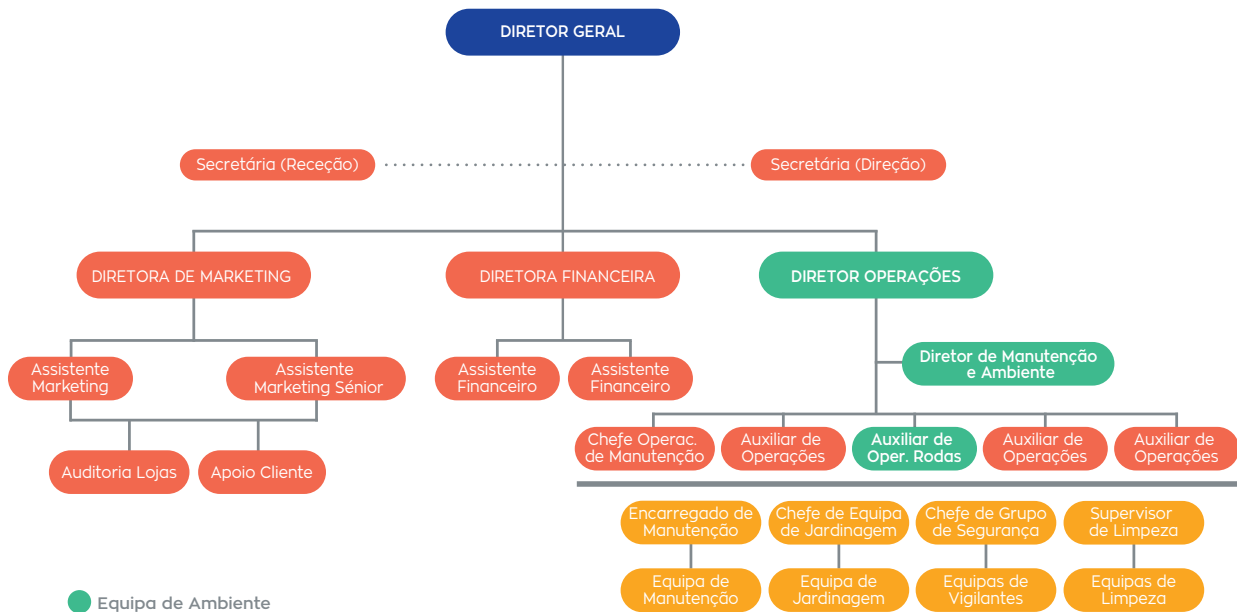 DIRETOR GERAL
Secretária (Receção)
Secretária (Direção)
DIRETORA DE MARKETING
DIRETORA FINANCEIRA
DIRETOR OPERAÇÕES
Diretor de Manutenção
e Ambiente
Assistente
Marketing
Assistente
Marketing Sénior
Assistente
Financeiro
Assistente
Financeiro
Chefe Operac.
de Manutenção
Auxiliar de
Operações
Auxiliar de
Oper. Rodas
Auxiliar de
Operações
Auxiliar de
Operações
Auditoria Lojas
Apoio Cliente
Encarregado de
Manutenção
Chefe de Equipa
de Jardinagem
Chefe de Grupo
de Segurança
Supervisor
de Limpeza
Equipa de
Manutenção
Equipa de
Jardinagem
Equipas de
Vigilantes
Equipas de
Limpeza
Equipa de Ambiente